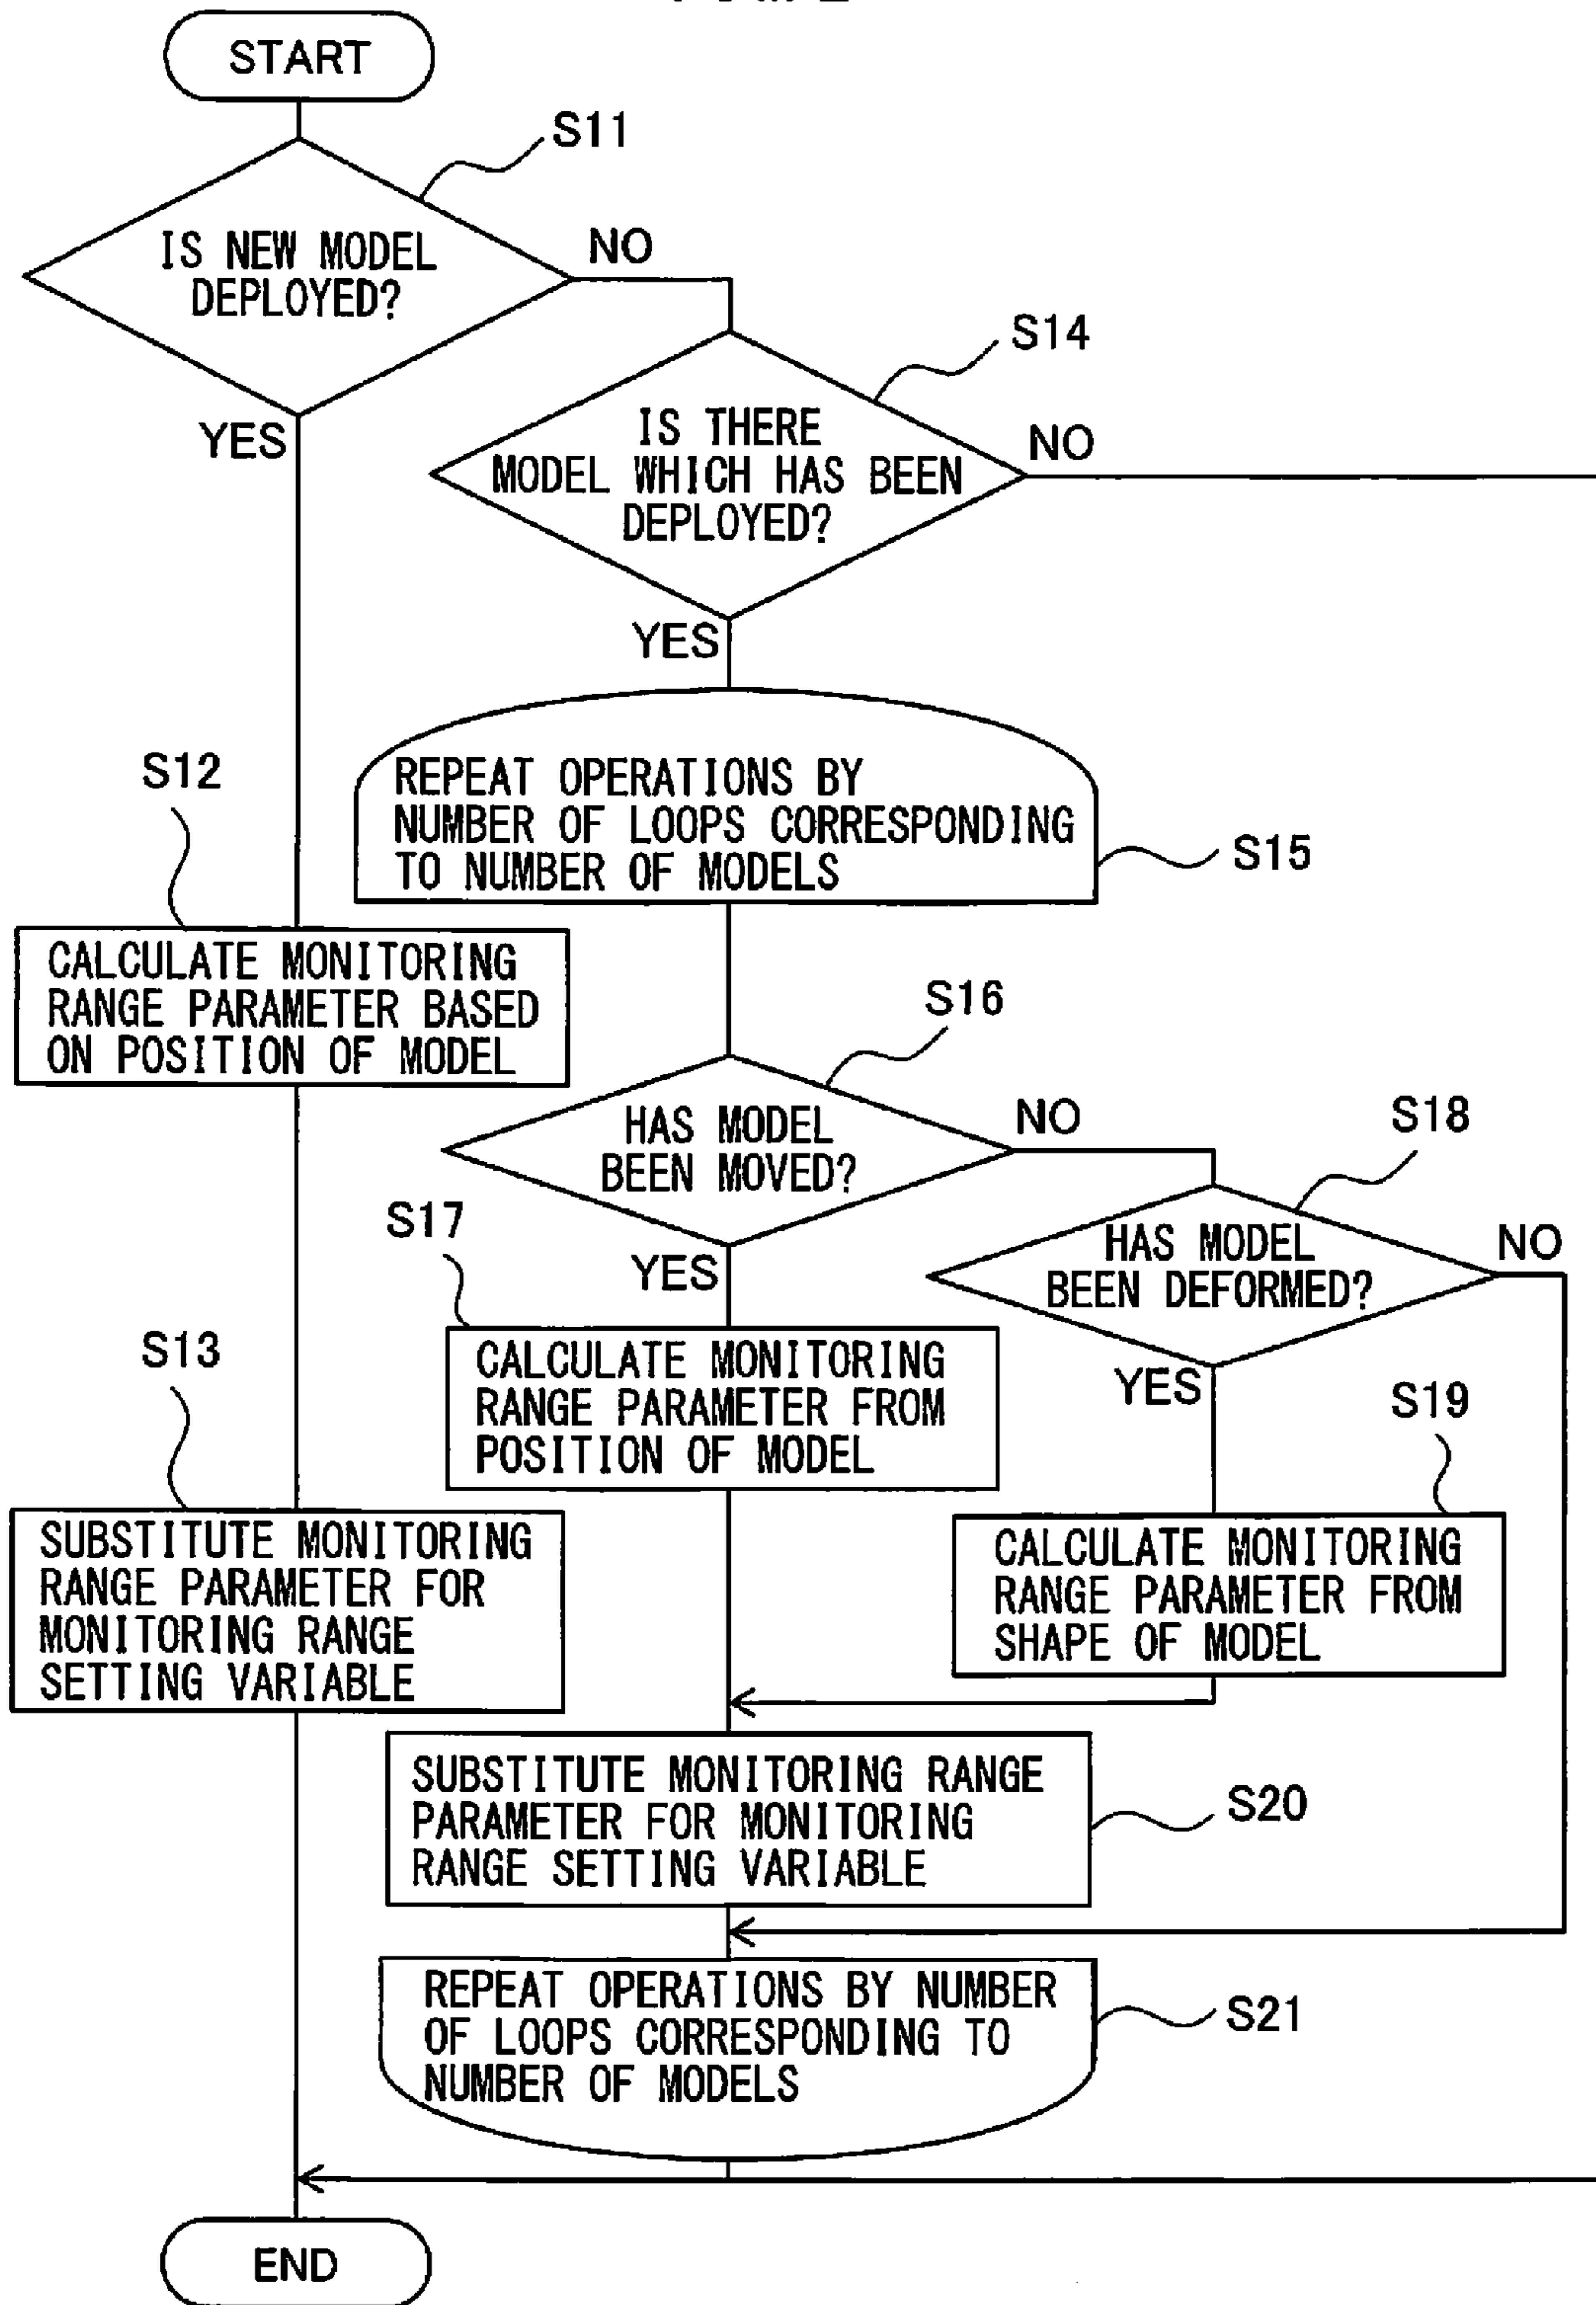 START
S11
IS NEW MODEL
DEPLOYED?
NO
YES
S14
IS THERE
MODEL WHICH HAS BEEN
DEPLOYED?
NO
YES
S12
REPEAT OPERATIONS BY
NUMBER OF LOOPS CORRESPONDING
TO NUMBER OF MODELS
S15
CALCULATE MONITORING
RANGE PARAMETER BASED
ON POSITION OF MODEL
S16
HAS MODEL
BEEN MOVED?
NO
YES
S18
HAS MODEL
BEEN DEFORMED?
NO
YES
S17
CALCULATE MONITORING
RANGE PARAMETER FROM
POSITION OF MODEL
S13
SUBSTITUTE MONITORING
RANGE PARAMETER FOR
MONITORING RANGE
SETTING VARIABLE
S19
CALCULATE MONITORING
RANGE PARAMETER FROM
SHAPE OF MODEL
SUBSTITUTE MONITORING RANGE
PARAMETER FOR MONITORING
RANGE SETTING VARIABLE
S20
REPEAT OPERATIONS BY NUMBER
OF LOOPS CORRESPONDING TO
NUMBER OF MODELS
S21
END